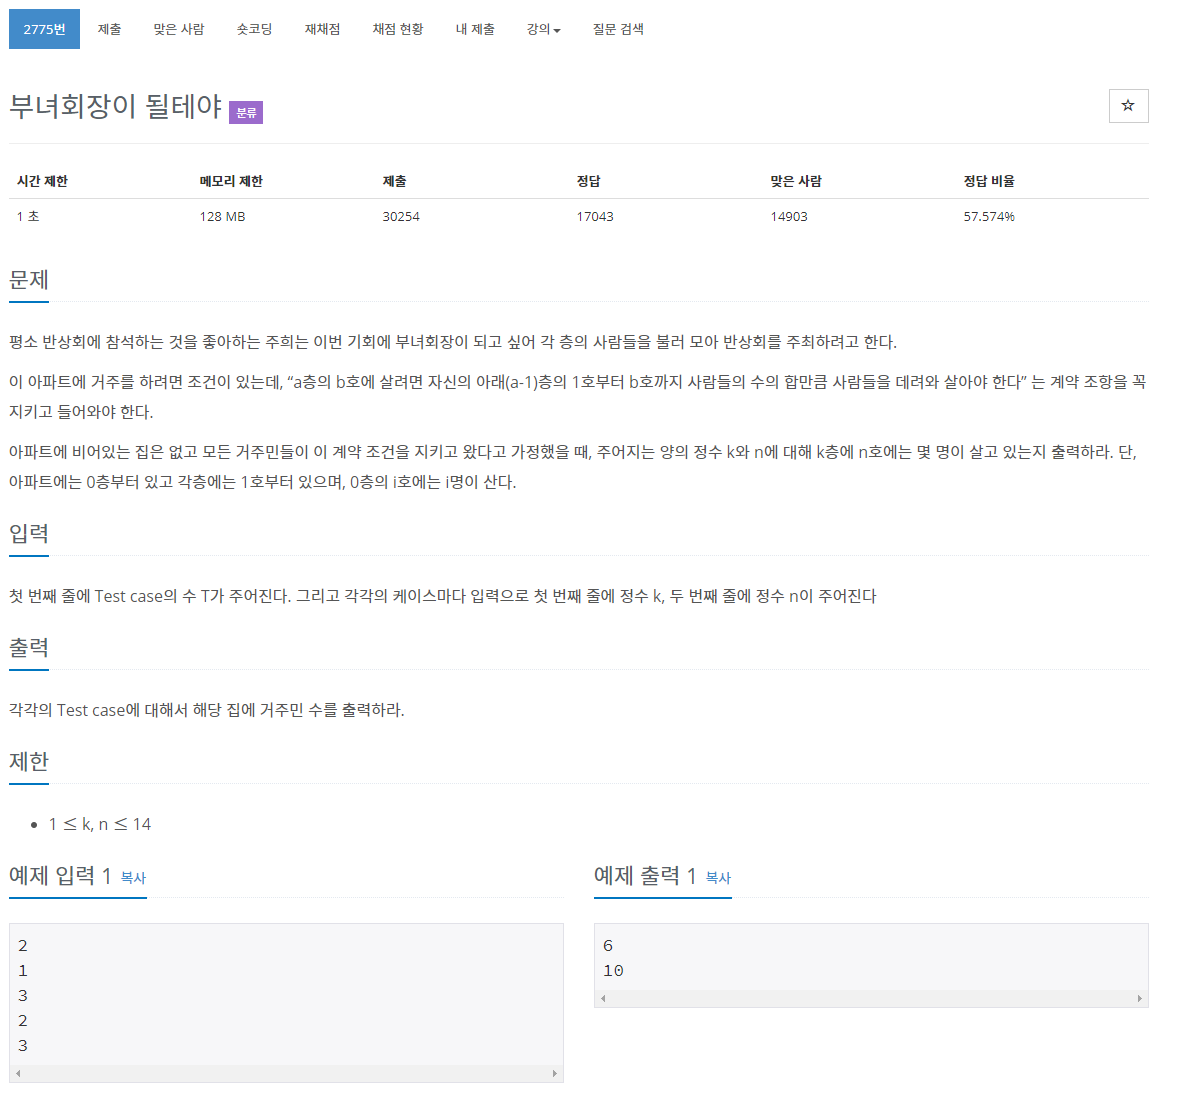 2775번 제출 맞은 사람 숏코딩 재채점 채점 현황 내 제출 강의 질문 검색
부녀회장이 될테야 분류
시간 제한 메모리 제한 제출 정답 맞은 사람 정답 비율
1 초 128 MB 30254 17043 14903 57.574%
문제
평소 반상회에 참석하는 것을 좋아하는 주희는 이번 기회에 부녀회장이 되고 싶어 각 층의 사람들을 불러 모아 반상회를 주최하려고 한다.
이 아파트에 거주를 하려면 조건이 있는데, “a층의 b호에 살려면 자신의 아래(a-1)층의 1호부터 b호까지 사람들의 수의 합만큼 사람들을 데려와 살아야 한다” 는 계약 조항을 꼭
지키고 들어와야 한다.
아파트에 비어있는 집은 없고 모든 거주민들이 이 계약 조건을 지키고 왔다고 가정했을 때, 주어지는 양의 정수 k와 n에 대해 k층에 n호에는 몇 명이 살고 있는지 출력하라. 단,
아파트에는 0층부터 있고 각층에는 1호부터 있으며, 0층의 i호에는 i명이 산다.
입력
첫 번째 줄에 Test case의 수 T가 주어진다. 그리고 각각의 케이스마다 입력으로 첫 번째 줄에 정수 k, 두 번째 줄에 정수 n이 주어진다
출력
각각의 Test case에 대해서 해당 집에 거주민 수를 출력하라.
제한
• 1 ≤ k, n ≤ 14
예제 입력 1 복사
2
1
3
2
3
예제 출력 1 복사
6
10